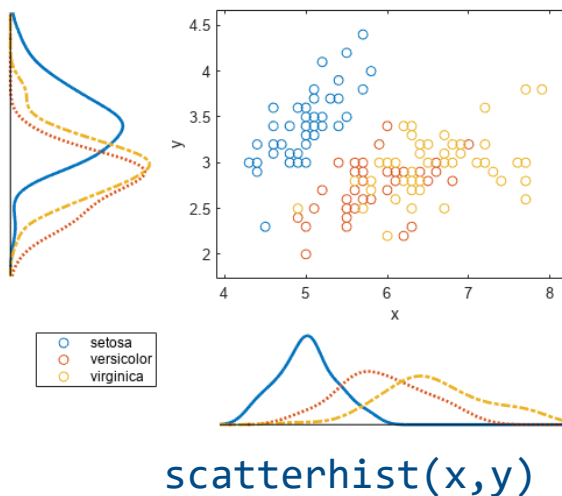 4.5
4
3.5
3
2.5
2
y
4 5 6 7 8
x
setosa
versicolor
virginica
scatterhist(x,y)